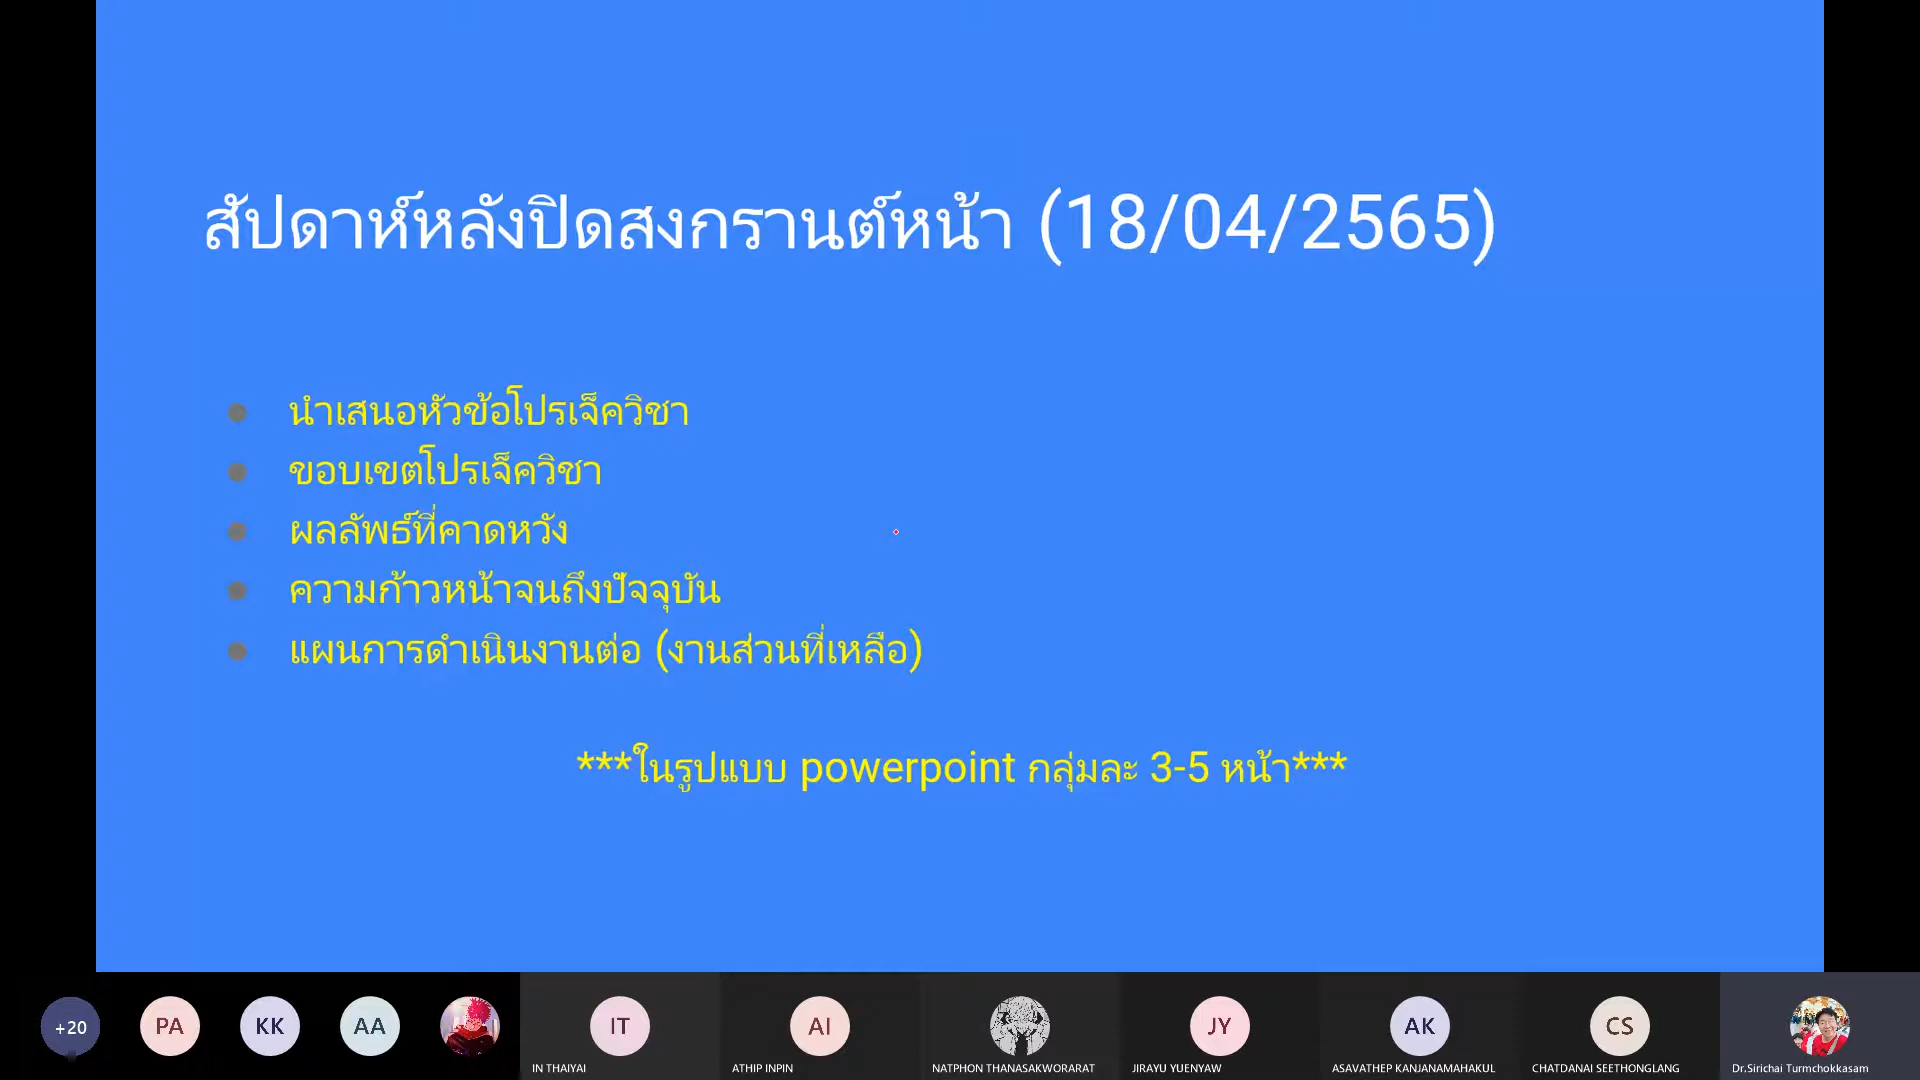 สัปดาห์หลังปิดสงกรานต์หน้า (18/04/2565)
นำเสนอหัวข้อโปรเจ็ควิชา
ขอบเขตโปรเจ็ควิชา
ผลลัพธ์ที่คาดหวัง
ความก้าวหน้าจนถึงปัจจุบัน
แผนการดำเนินงานต่อ (งานส่วนที่เหลือ)
***ในรูปแบบ powerpoint กลุ่มละ 3-5 หน้า***
+20 PA KK AA IT AI JY AK CS
IN THAIYAI ATHIP INPIN NATPHON THANASAKWORARAT JIRAYU YUENYAW ASAVATHEP KANJANAMAHAKUL CHATDANAI SEETHONGLANG Dr.Sirichai Turmchokkasam